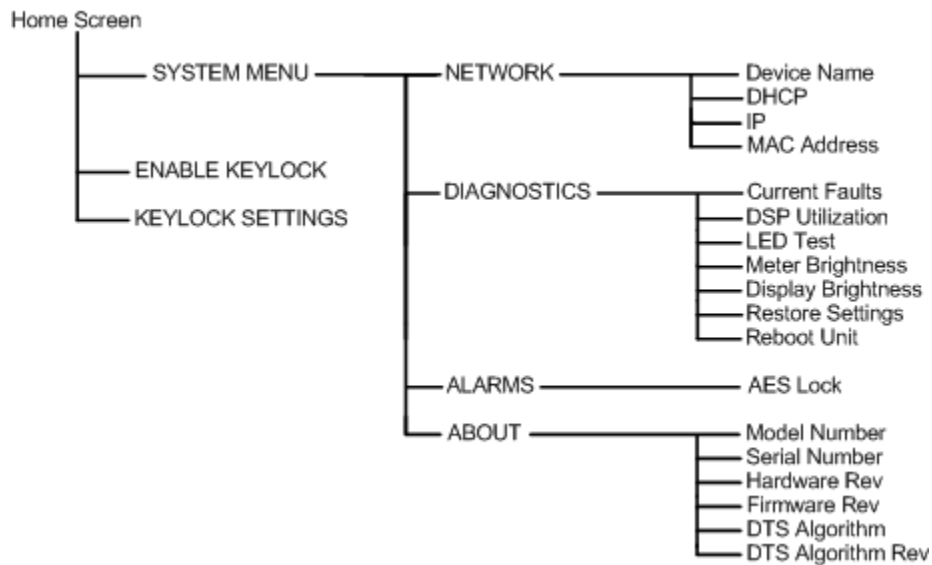 Home Screen
SYSTEM MENU
NETWORK
Device Name
DHCP
IP
MAC Address
ENABLE KEYLOCK
KEYLOCK SETTINGS
DIAGNOSTICS
Current Faults
DSP Utilization
LED Test
Meter Brightness
Display Brightness
Restore Settings
Reboot Unit
ALARMS
AES Lock
ABOUT
Model Number
Serial Number
Hardware Rev
Firmware Rev
DTS Algorithm
DTS Algorithm Rev